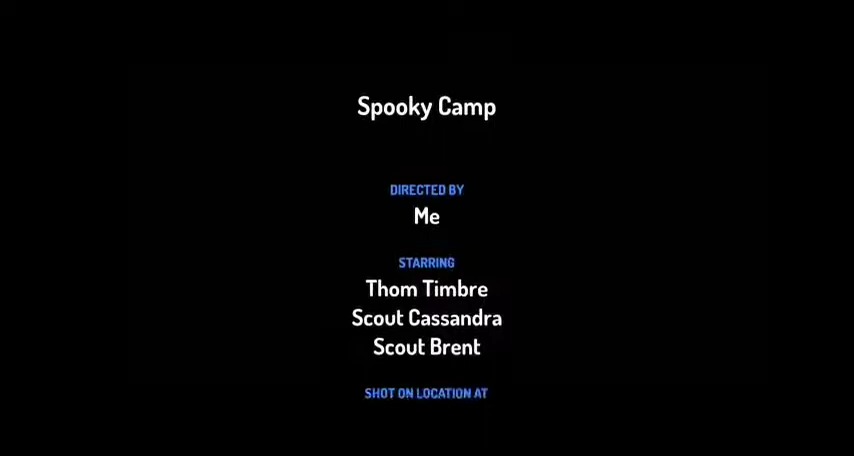 Spooky Camp
DIRECTED BY
Me
STARRING
Thom Timbre
Scout Cassandra
Scout Brent
SHOT ON LOCATION AT